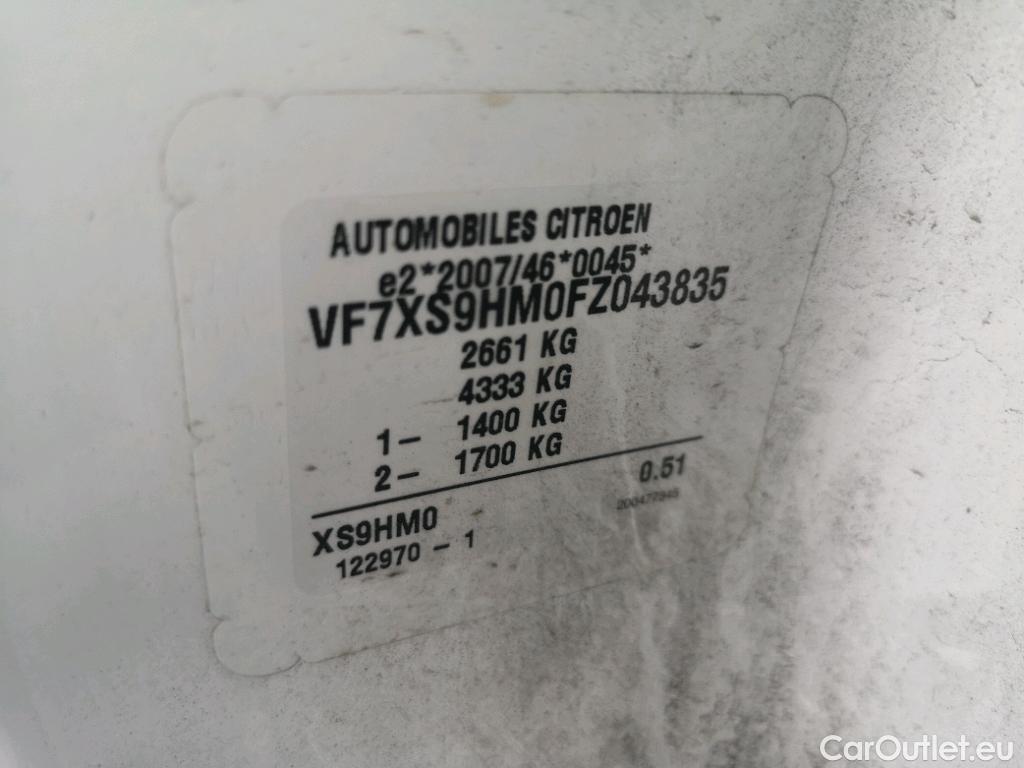 AUTOMOBILES CITROEN
e2*2007/46*0045*
VF7XS9HM0FZ043835
2661 KG
4333 KG
1- 1400 KG
2- 1700 KG
0.51
XS9HM0
122970 - 1
CarOutlet.eu